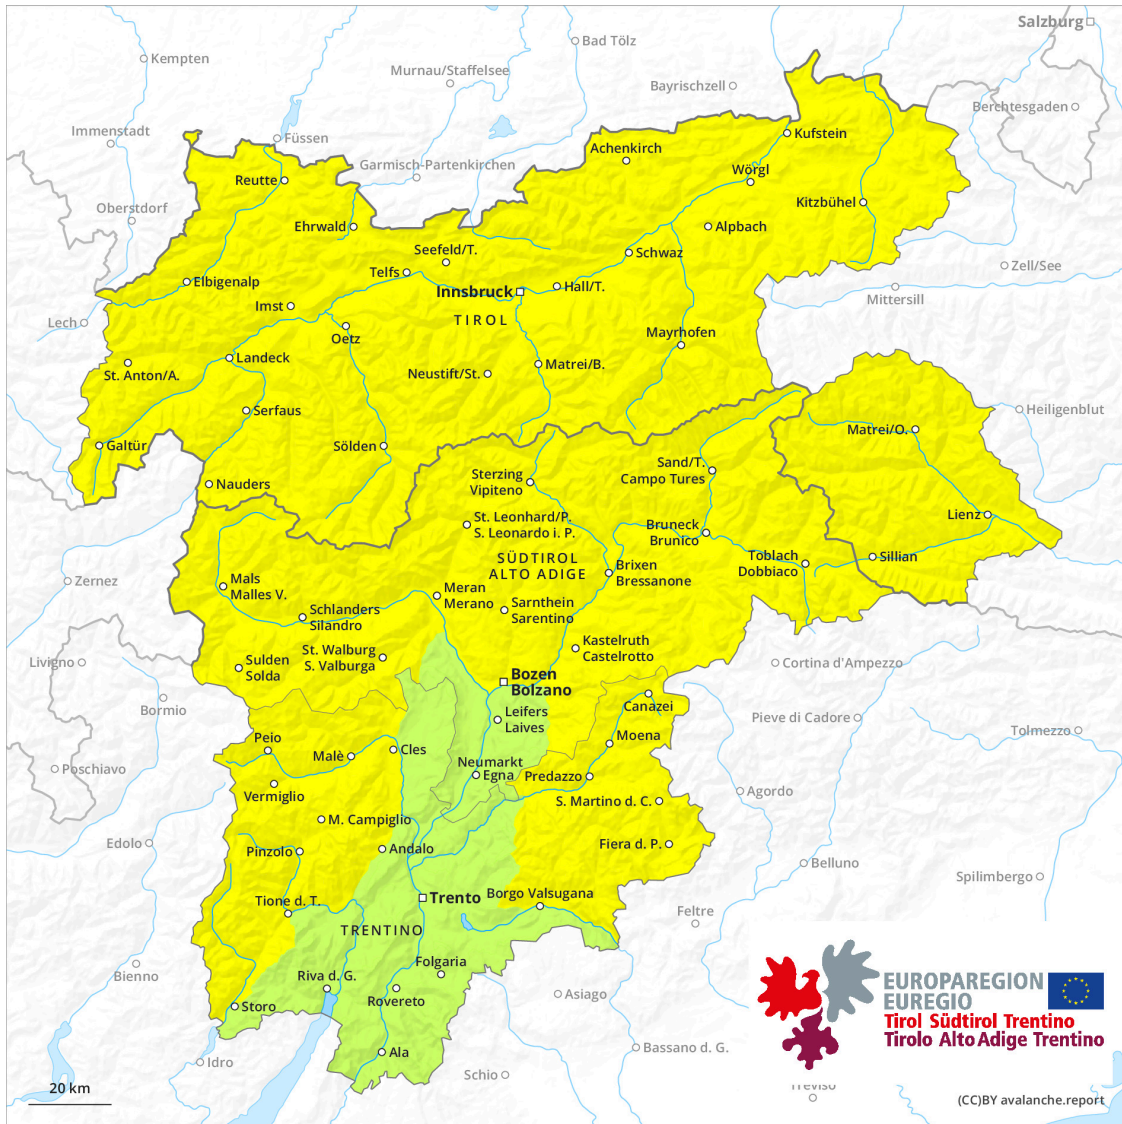 Salzburg
Bad Tölz
Kempten
Murnau/Staffelsee
Bayrischzell
Berchtesgaden
Immenstadt
Füssen
Kufstein
Achenkirch
Garmisch-Partenkirchen
Wörgl
Reutte
Oberstdorf
Kitzbühel
Ehrwald
Alpbach
Seefeld/T.
Schwaz
Zell/See
Telfs
Elbigenalp
Innsbruck
Hall/T.
Mittersill
Imst
TIROL
Lech
Oetz
Mayrhofen
Landeck
Matrei/B.
St. Anton/A.
Neustift/St.
Serfaus
Heiligenblut
Matrei/O.
Galtür
Sölden
Sand/T.
Campo Tures
Sterzing
Vipiteno
Nauders
Lienz
St. Leonhard/P.
S. Leonardo i. P.
Bruneck
Brunico
SÜDTIROL
ALTO ADIGE
Toblach
Dobbiaco
Sillian
Brixen
Bressanone
Zernez
Mals
Malles V.
Meran
Merano
Sarnthein
Sarentino
Schlanders
Silandro
Kastelruth
Castelrotto
St. Walburg
S. Valburga
Livigno
Sulden
Solda
Cortina d'Ampezzo
Bozen
Bolzano
Bormio
Canazei
Leifers
Laives
Pieve di Cadore
Tolmezzo
Peio
Moena
Malè
Cles
Poschiavo
Neumarkt
Egna
Predazzo
Vermiglio
Agordo
S. Martino d. C.
M. Campiglio
Edolo
Pinzolo
Andalo
Fiera d. P.
Belluno
Spilimbergo
Tione d. T.
Trento
Borgo Valsugana
Feltre
TRENTINO
Folgaria
Bienno
Riva d. G.
Rovereto
Asiago
Storo
EUROPAREGION
EUREGIO
Tirol Südtirol Trentino
Tirolo Alto Adige Trentino
Ala
Bassano d. G.
Idro
Schio
Treviso
20 km
(CC)BY avalanche.report